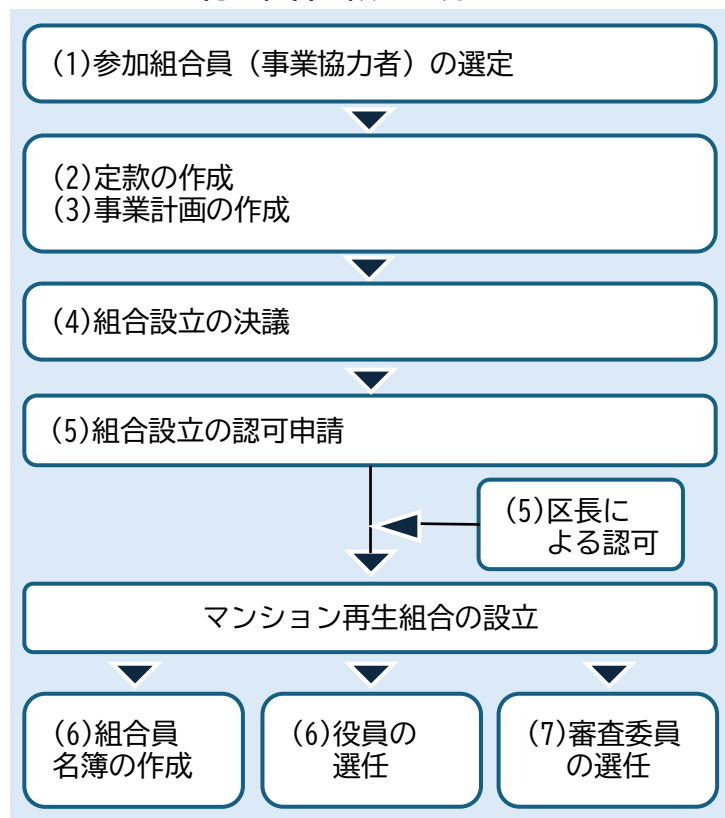 (1)参加組合員（事業協力者）の選定
(2)定款の作成
(3)事業計画の作成
(4)組合設立の決議
(5)組合設立の認可申請
(5)区長に
よる認可
マンション再生組合の設立
(6)組合員
名簿の作成
(6)役員の
選任
(7)審査委員
の選任